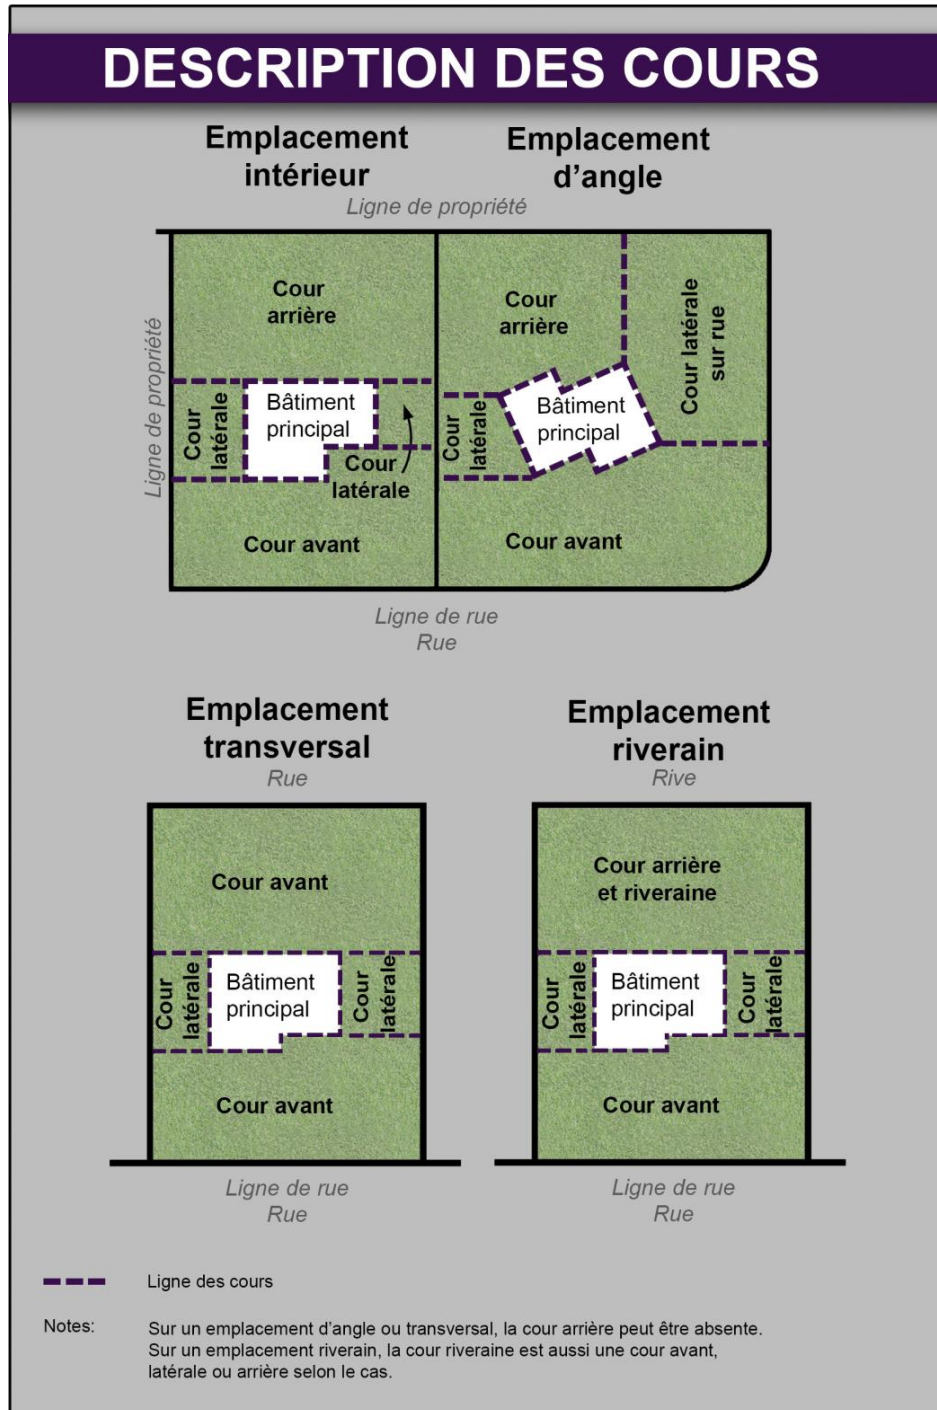 DESCRIPTION DES COURS
Emplacement
intérieur
Emplacement
d'angle
Ligne de propriété
Ligne de propriété
Cour
arrière
Cour
latérale
Bâtiment
principal
Cour
latérale
Cour avant
Cour
arrière
Cour latérale
sur rue
Cour
latérale
Bâtiment
principal
Cour avant
Ligne de rue
Rue
Emplacement
transversal
Rue
Cour avant
Cour
latérale
Bâtiment
principal
Cour
latérale
Cour avant
Ligne de rue
Rue
Emplacement
riverain
Rive
Cour arrière
et riveraine
Cour
latérale
Bâtiment
principal
Cour
latérale
Cour avant
Ligne de rue
Rue
Ligne des cours
Notes: Sur un emplacement d'angle ou transversal, la cour arrière peut être absente.
Sur un emplacement riverain, la cour riveraine est aussi une cour avant,
latérale ou arrière selon le cas.